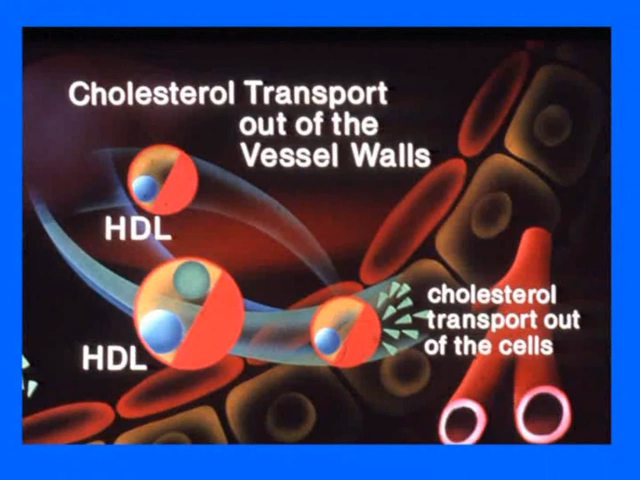 Cholesterol Transport
out of the
Vessel Walls
HDL
HDL
cholesterol
transport out
of the cells